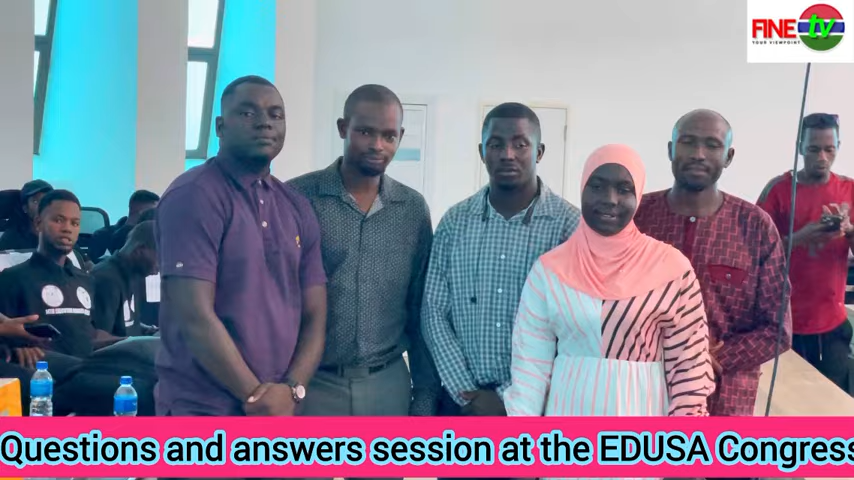 FINE tv
YOUR VIEWPOINT
Questions and answers session at the EDUSA Congress